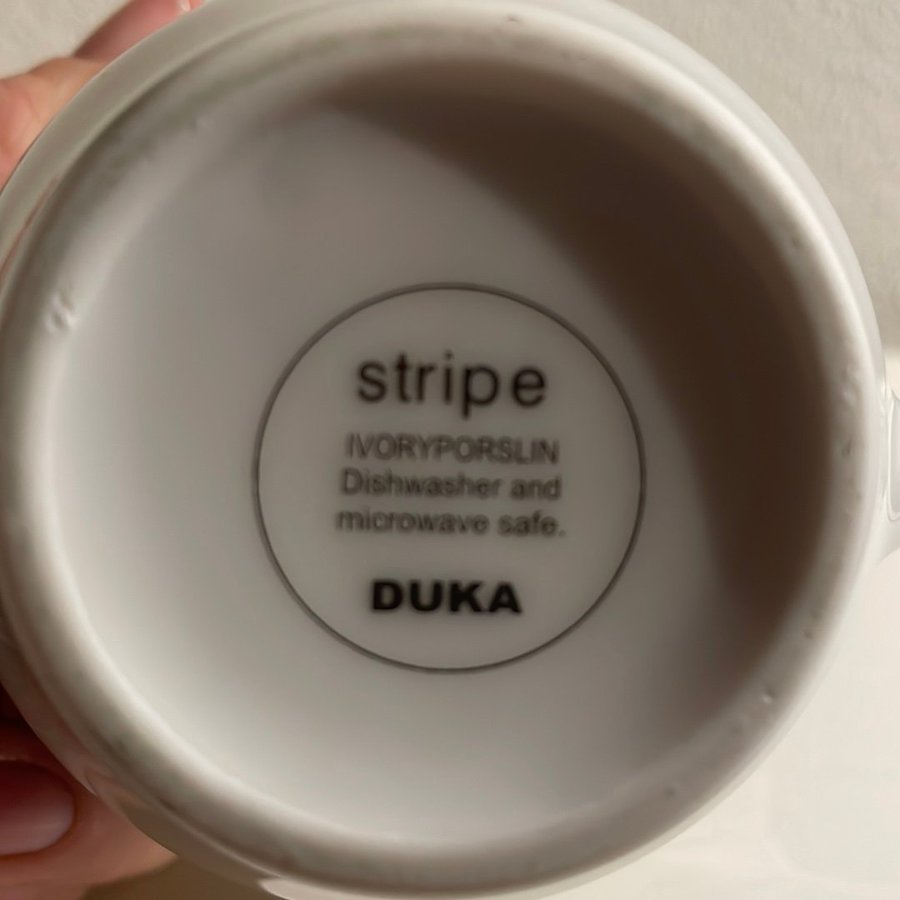 stripe
IVORYPORSLIN
Dishwasher and
microwave safe.
DUKA